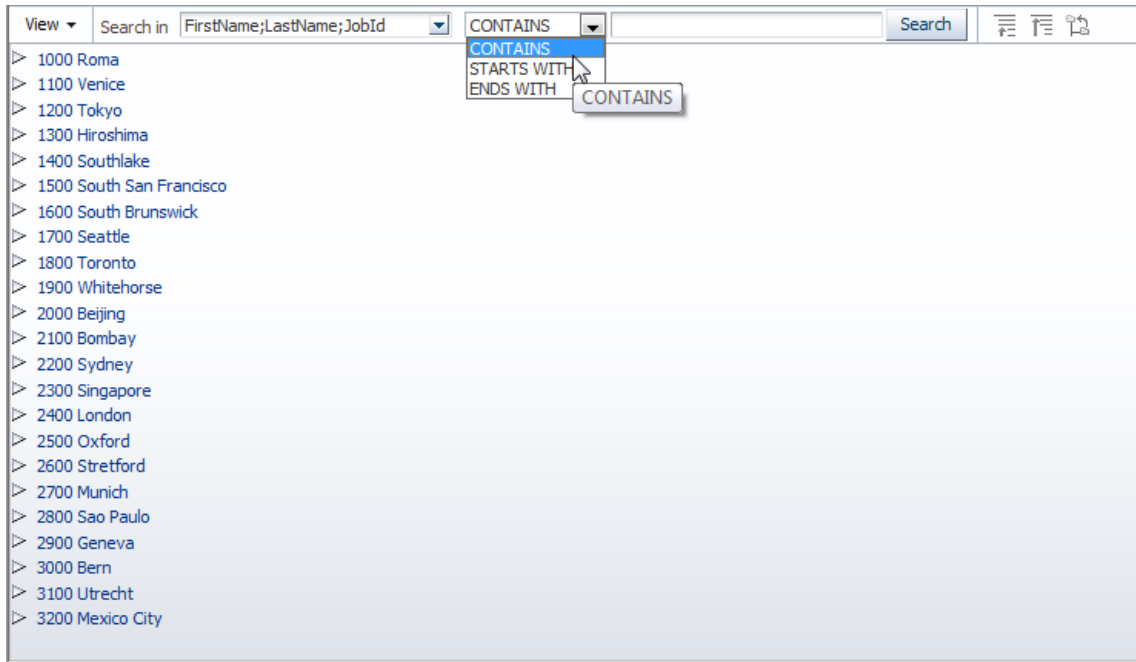 View Search in FirstName;LastName;JobId CONTAINS Search
CONTAINS
STARTS WITH
ENDS WITH
CONTAINS
1000 Roma
1100 Venice
1200 Tokyo
1300 Hiroshima
1400 Southlake
1500 South San Francisco
1600 South Brunswick
1700 Seattle
1800 Toronto
1900 Whitehorse
2000 Beijing
2100 Bombay
2200 Sydney
2300 Singapore
2400 London
2500 Oxford
2600 Stretford
2700 Munich
2800 Sao Paulo
2900 Geneva
3000 Bern
3100 Utrecht
3200 Mexico City